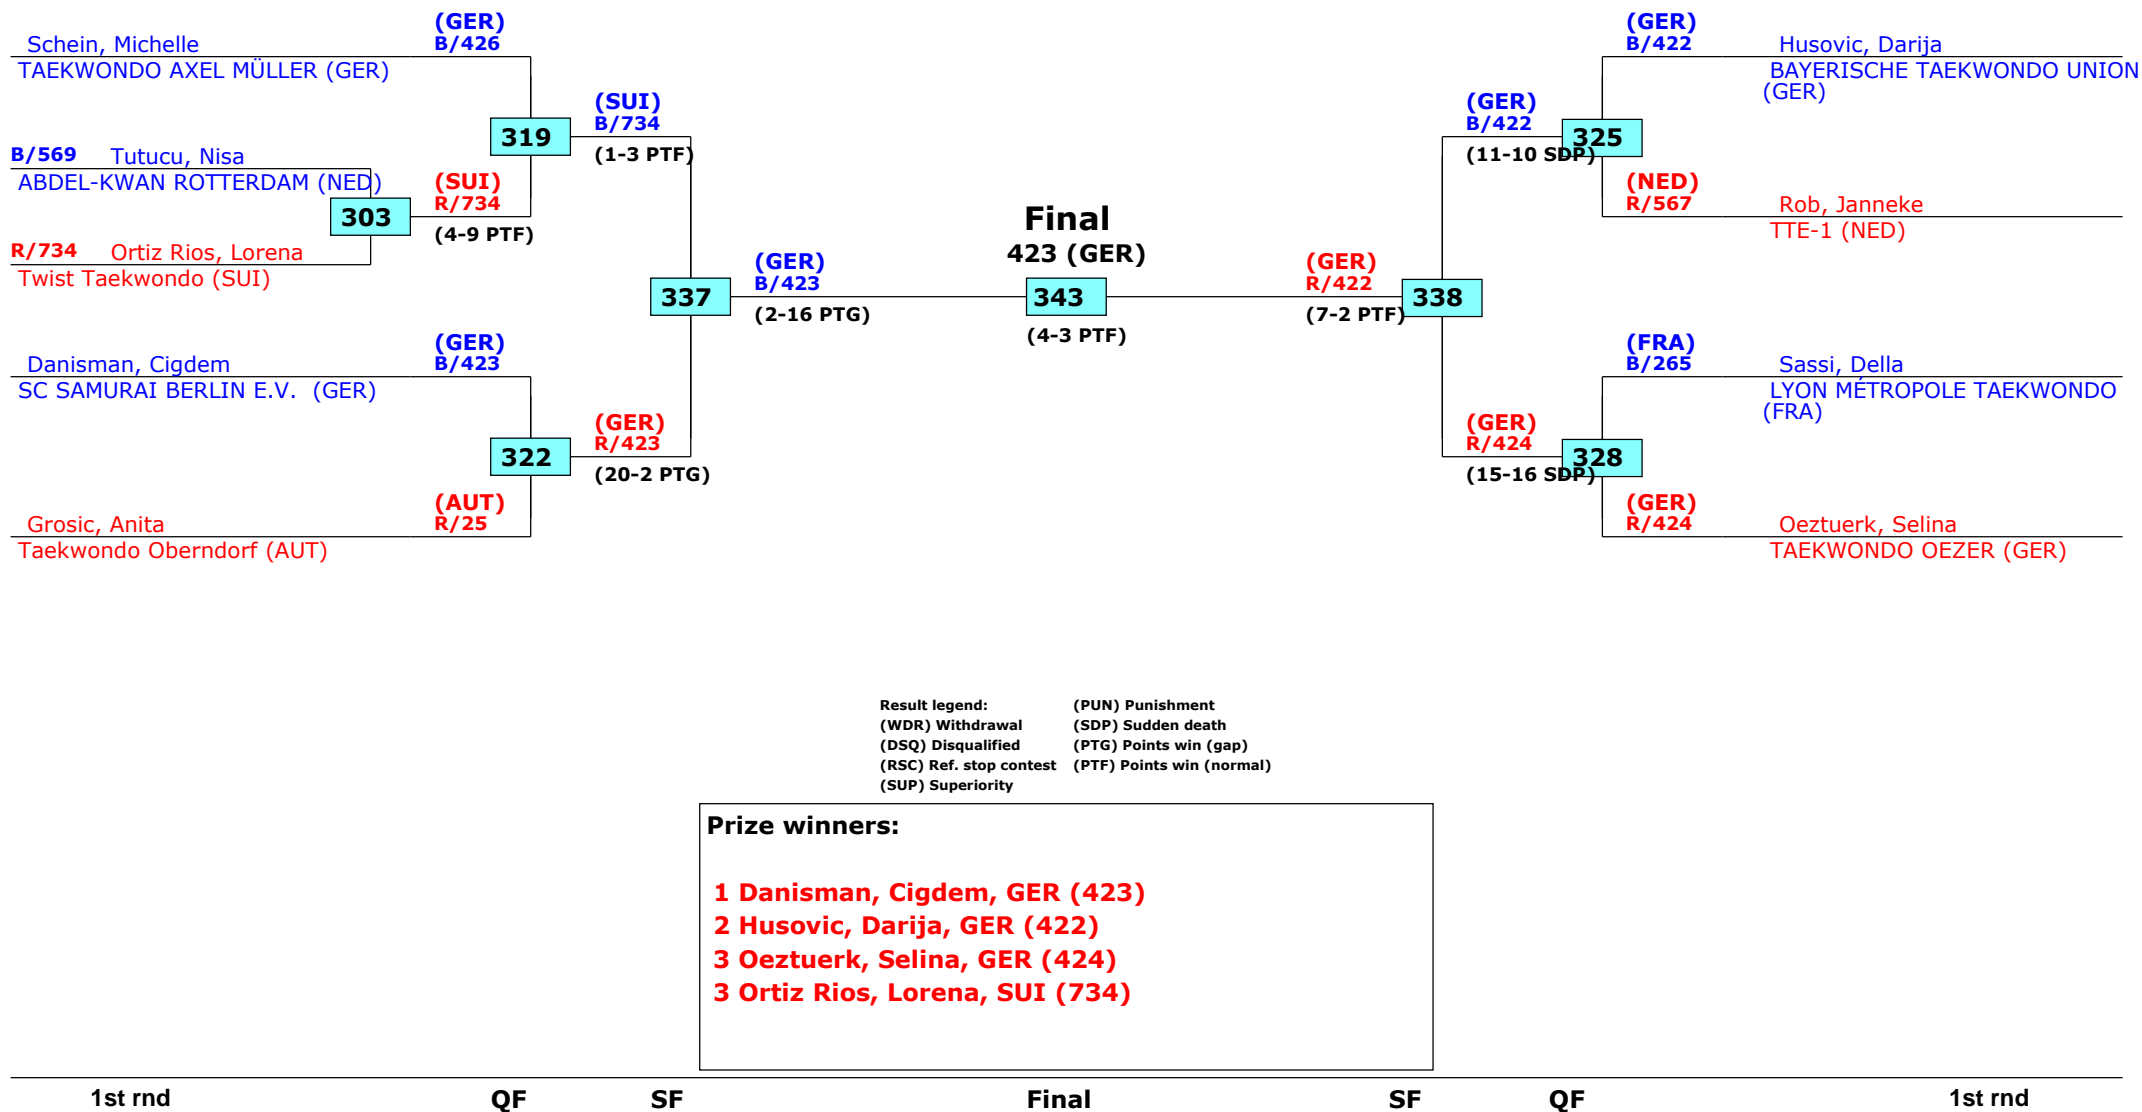 (GER)
B/426
Schein, Michelle
TAEKWONDO AXEL MÜLLER (GER)
319
(SUI)
B/734
(1-3 PTF)
B/569 Tutucu, Nisa
ABDEL-KWAN ROTTERDAM (NED)
303
(SUI)
R/734
(4-9 PTF)
R/734 Ortiz Rios, Lorena
Twist Taekwondo (SUI)
337
(GER)
B/423
(2-16 PTG)
(GER)
B/423
Danisman, Cigdem
SC SAMURAI BERLIN E.V. (GER)
322
(GER)
R/423
(20-2 PTG)
(AUT)
R/25
Grosic, Anita
Taekwondo Oberndorf (AUT)
Final
423 (GER)
343
(4-3 PTF)
(GER)
R/422
(7-2 PTF)
338
(GER)
B/422
Husovic, Darija
BAYERISCHE TAEKWONDO UNION
(GER)
(GER)
B/422
(11-10 SDP)
325
(NED)
R/567
Rob, Janneke
TTE-1 (NED)
(FRA)
B/265
Sassi, Della
LYON MÉTROPOLE TAEKWONDO
(FRA)
(GER)
R/424
(15-16 SDP)
328
(GER)
R/424
Oeztuerk, Selina
TAEKWONDO OEZER (GER)
Result legend: (PUN) Punishment
(WDR) Withdrawal (SDP) Sudden death
(DSQ) Disqualified (PTG) Points win (gap)
(RSC) Ref. stop contest (PTF) Points win (normal)
(SUP) Superiority
Prize winners:
1 Danisman, Cigdem, GER (423)
2 Husovic, Darija, GER (422)
3 Oeztuerk, Selina, GER (424)
3 Ortiz Rios, Lorena, SUI (734)
1st rnd QF SF Final SF QF 1st rnd